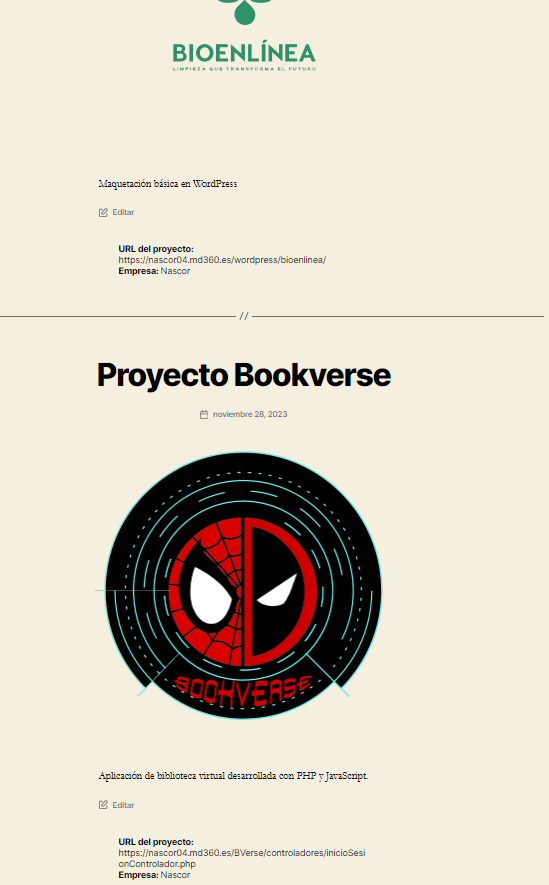 BIOENLÍNEA
LIMPIEZA QUE TRANSFORMA EL FUTURO
Maquetación básica en WordPress
Editar
URL del proyecto:
https://nascor04.md360.es/wordpress/bioenlinea/
Empresa: Nascor
//
Proyecto Bookverse
noviembre 28, 2023
BOOKVERSE
Aplicación de biblioteca virtual desarrollada con PHP y JavaScript.
Editar
URL del proyecto:
https://nascor04.md360.es/BVerse/controladores/inicioSesi
onControlador.php
Empresa: Nascor